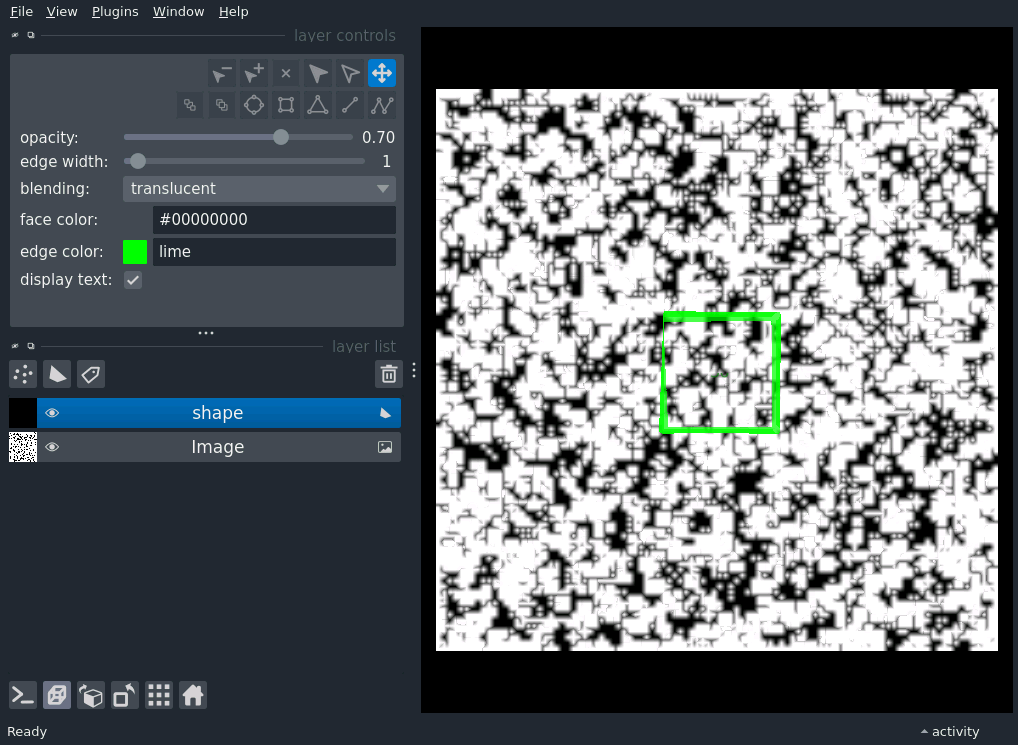 File View Plugins Window Help
layer controls
opacity: 0.70
edge width: 1
blending: translucent
face color: #00000000
edge color: lime
display text:
layer list
shape
Image
Ready activity